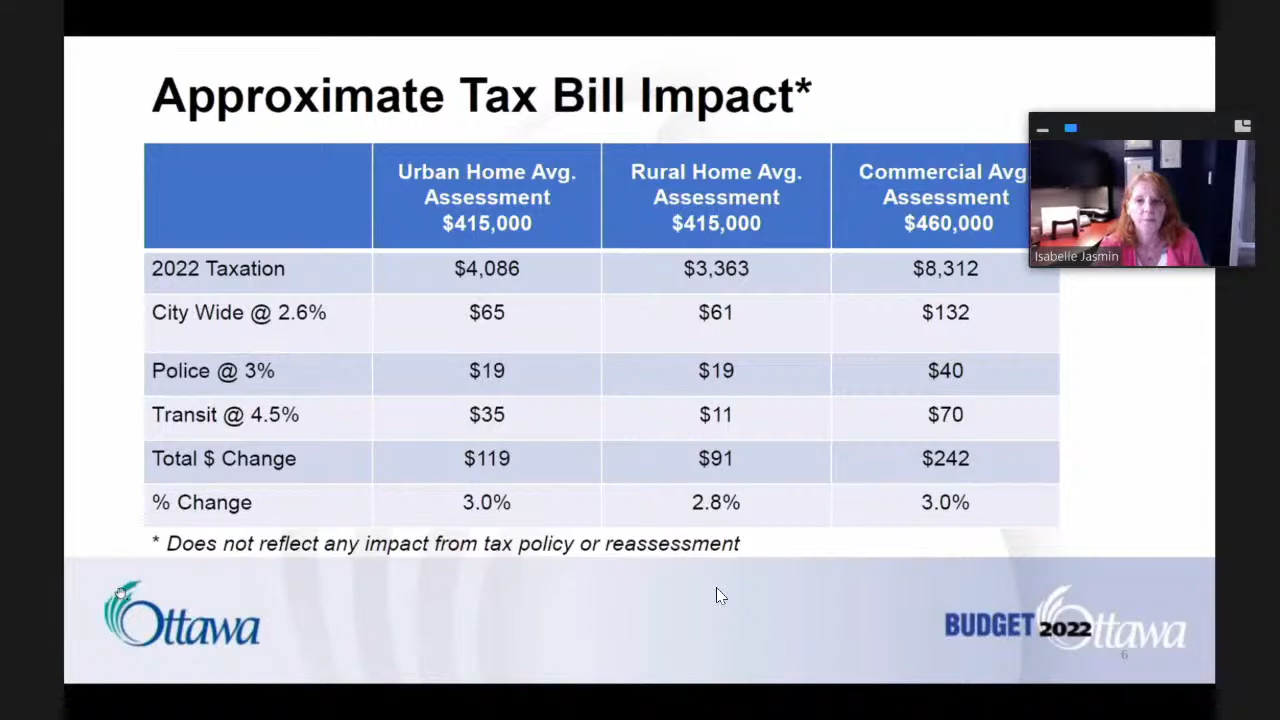 Approximate Tax Bill Impact*
Urban Home Avg.
Assessment
$415,000
Rural Home Avg.
Assessment
$415,000
Commercial Avg.
Assessment
$460,000
2022 Taxation $4,086 $3,363 $8,312
City Wide @ 2.6% $65 $61 $132
Police @ 3% $19 $19 $40
Transit @ 4.5% $35 $11 $70
Total $ Change $119 $91 $242
% Change 3.0% 2.8% 3.0%
* Does not reflect any impact from tax policy or reassessment
Isabelle Jasmin
Ottawa
BUDGET 2022 Ottawa
6